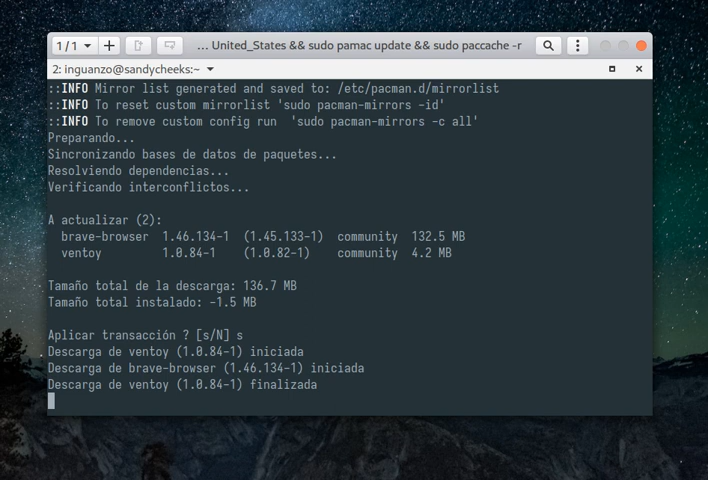 1/1
... United_States && sudo pamac update && sudo paccache -r
2: inguanzo@sandycheeks:~
::INFO Mirror list generated and saved to: /etc/pacman.d/mirrorlist
::INFO To reset custom mirrorlist 'sudo pacman-mirrors -id'
::INFO To remove custom config run  'sudo pacman-mirrors -c all'
Preparando...
Sincronizando bases de datos de paquetes...
Resolviendo dependencias...
Verificando interconflictos...
A actualizar (2):
brave-browser  1.46.134-1  (1.45.133-1)  community  132.5 MB
ventoy         1.0.84-1    (1.0.82-1)    community  4.2 MB
Tamaño total de la descarga: 136.7 MB
Tamaño total instalado: -1.5 MB
Aplicar transacción ? [s/N] s
Descarga de ventoy (1.0.84-1) iniciada
Descarga de brave-browser (1.46.134-1) iniciada
Descarga de ventoy (1.0.84-1) finalizada